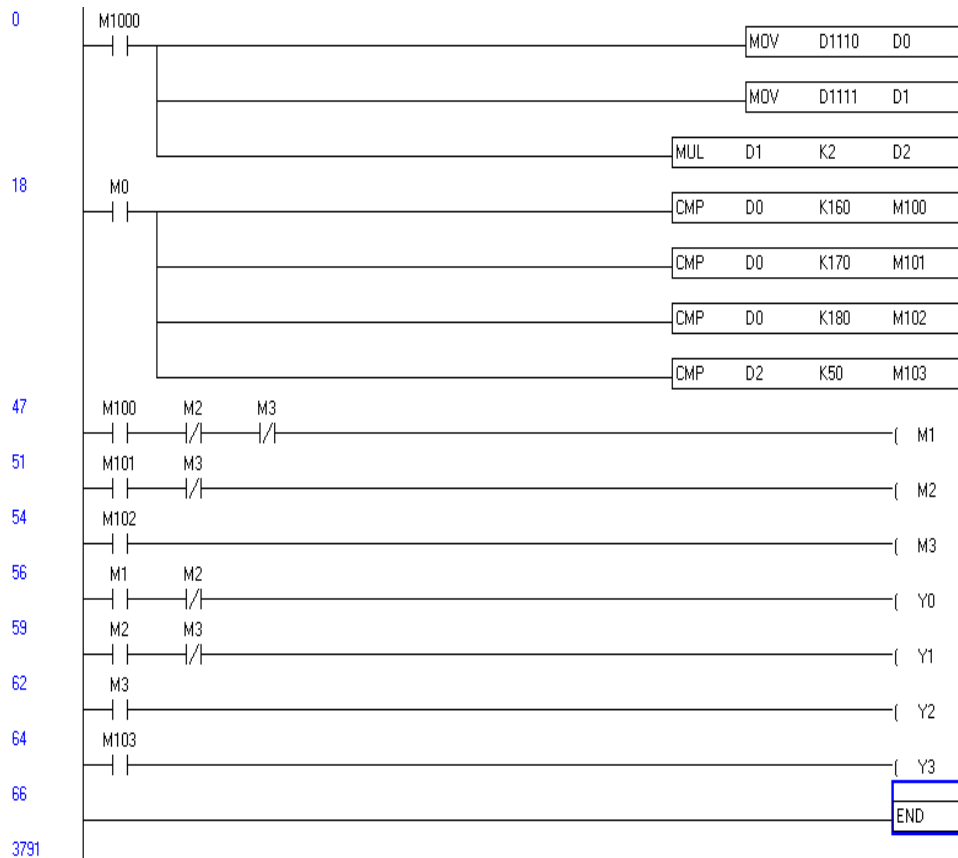 0
M1000
MOV D1110 D0
MOV D1111 D1
MUL D1 K2 D2
18
M0
CMP D0 K160 M100
CMP D0 K170 M101
CMP D0 K180 M102
CMP D2 K50 M103
47
M100 M2 M3
M1
51
M101 M3
M2
54
M102
M3
56
M1 M2
Y0
59
M2 M3
Y1
62
M3
Y2
64
M103
Y3
66
END
3791